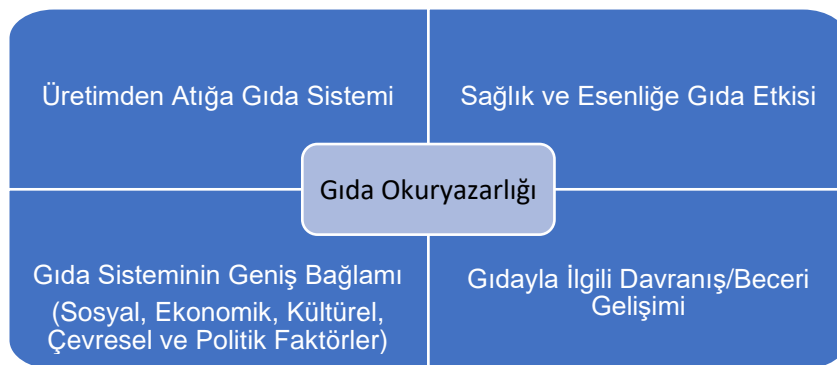 Üretimden Atığa Gıda Sistemi
Sağlık ve Esenliğe Gıda Etkisi
Gıda Okuryazarlığı
Gıda Sisteminin Geniş Bağlamı
(Sosyal, Ekonomik, Kültürel,
Çevresel ve Politik Faktörler)
Gıdayla İlgili Davranış/Beceri
Gelişimi